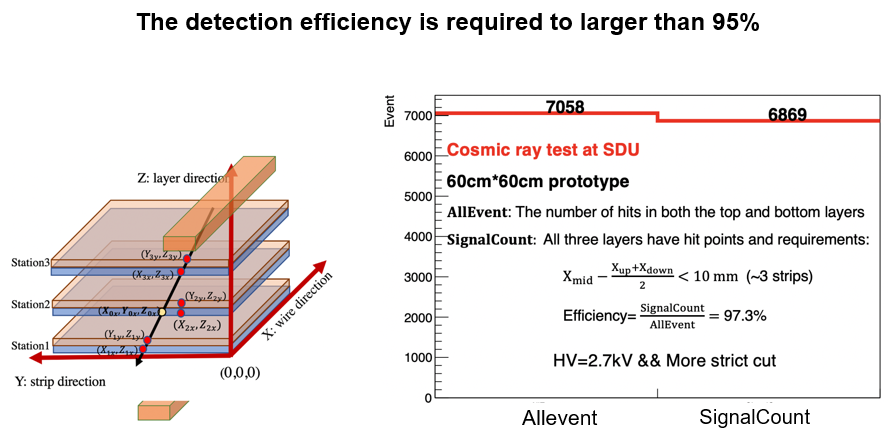 The detection efficiency is required to larger than 95%
Z: layer direction
Station3
(Y3y,Z3y)
(X3x,Z3x)
Station2
(Y2y,Z2y)
(X0x,Y0x,Z0x)
(X2x,Z2x)
Station1
(Y1y,Z1y)
(X1x,Z1x)
X: wire direction
Y: strip direction
(0,0,0)
Event
7000
6000
5000
4000
3000
2000
1000
0
7058
6869
Cosmic ray test at SDU
60cm*60cm prototype
AllEvent: The number of hits in both the top and bottom layers
SignalCount: All three layers have hit points and requirements:
Xmid − (Xup+Xdown)/2 < 10 mm (~3 strips)
Efficiency= SignalCount/AllEvent = 97.3%
HV=2.7kV && More strict cut
Allevent
SignalCount